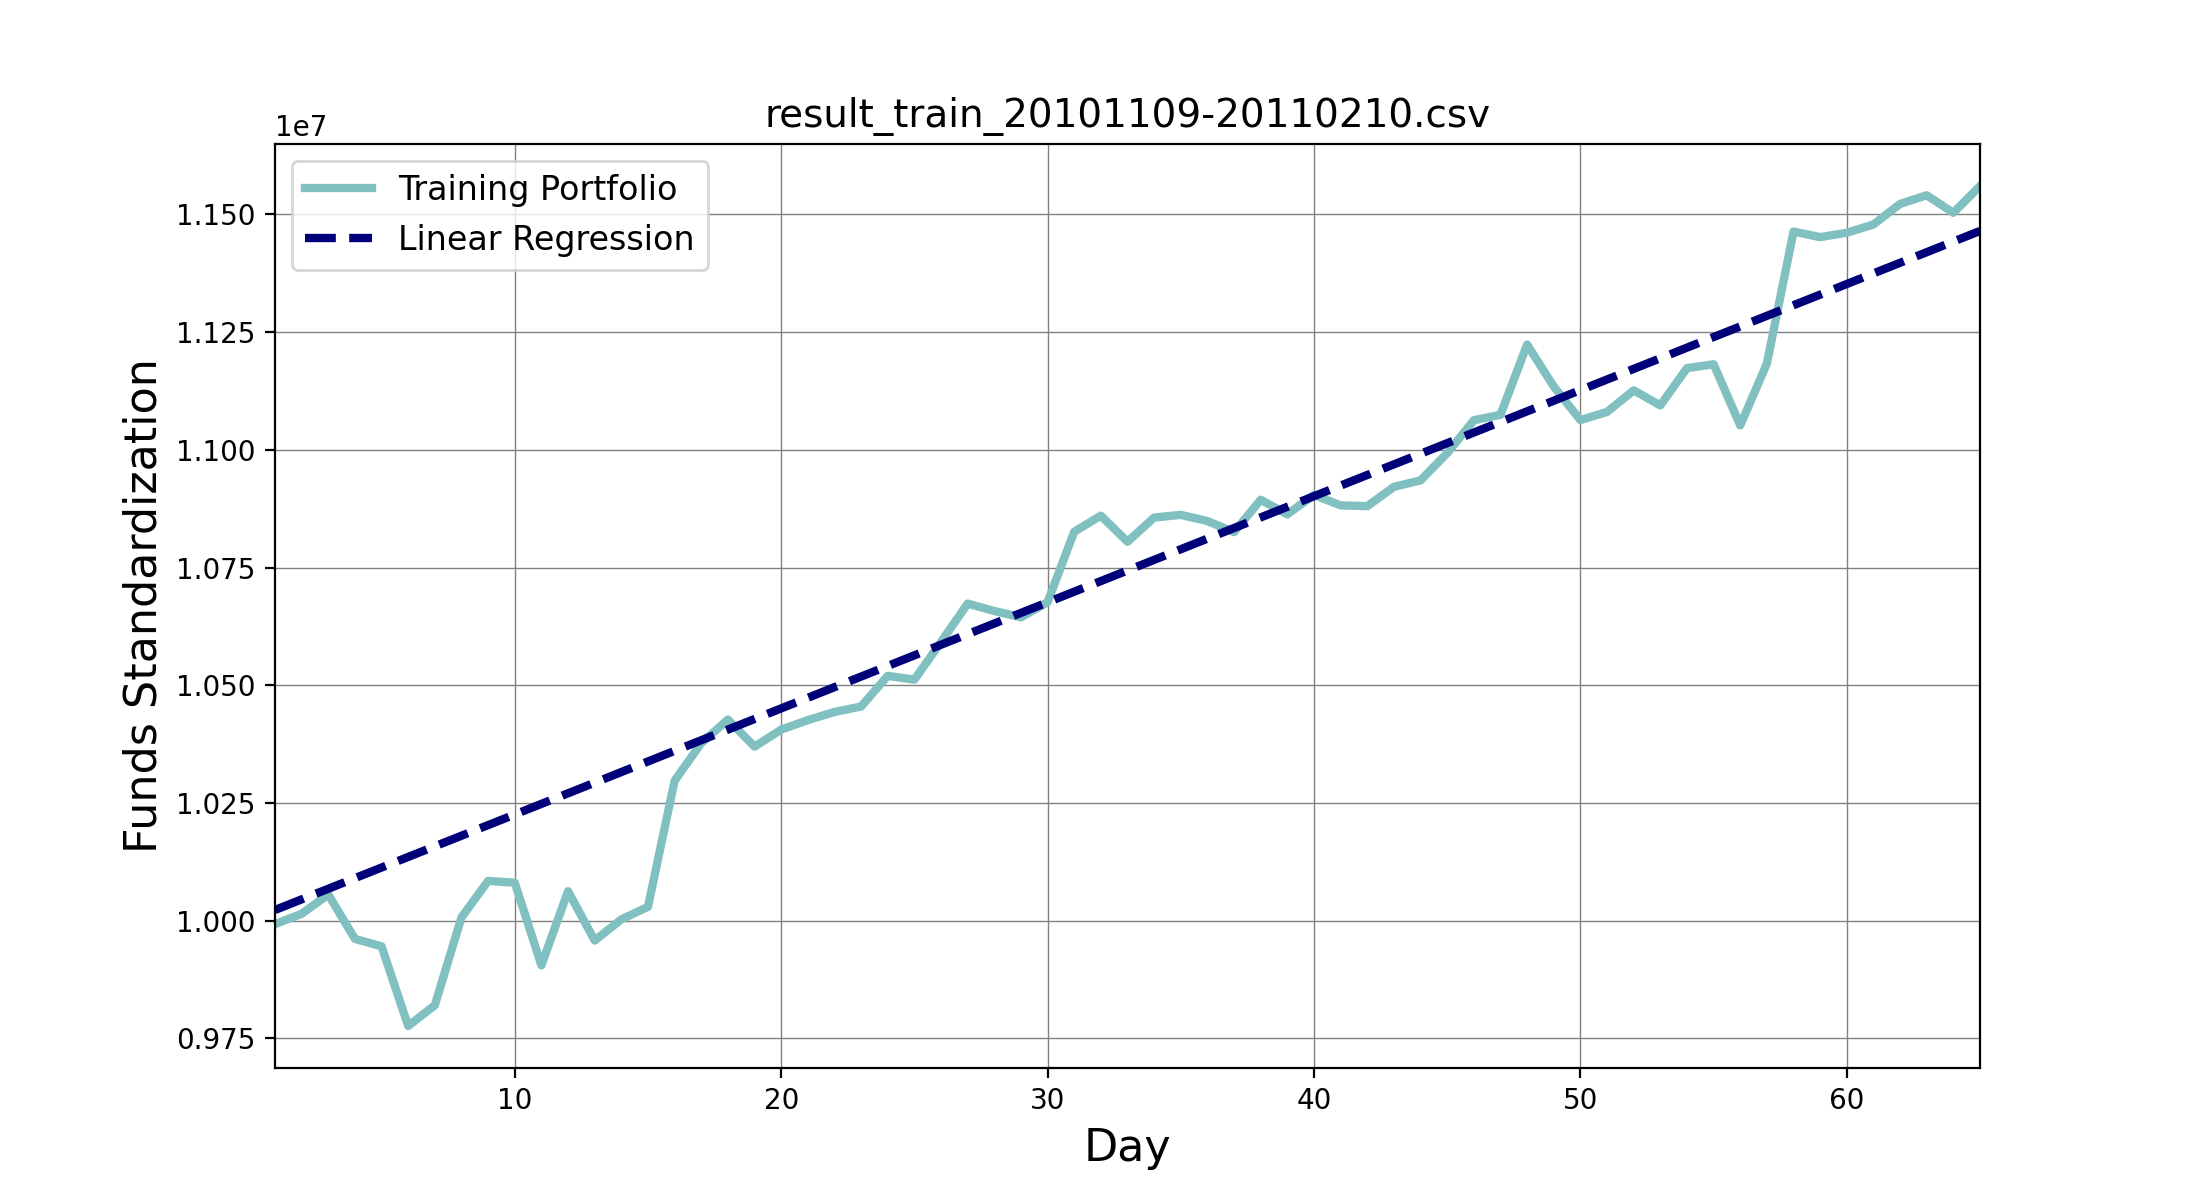 result_train_20101109-20110210.csv
1e7
Training Portfolio
Linear Regression
1.150
1.125
1.100
1.075
1.050
1.025
1.000
0.975
Funds Standardization
10 20 30 40 50 60
Day